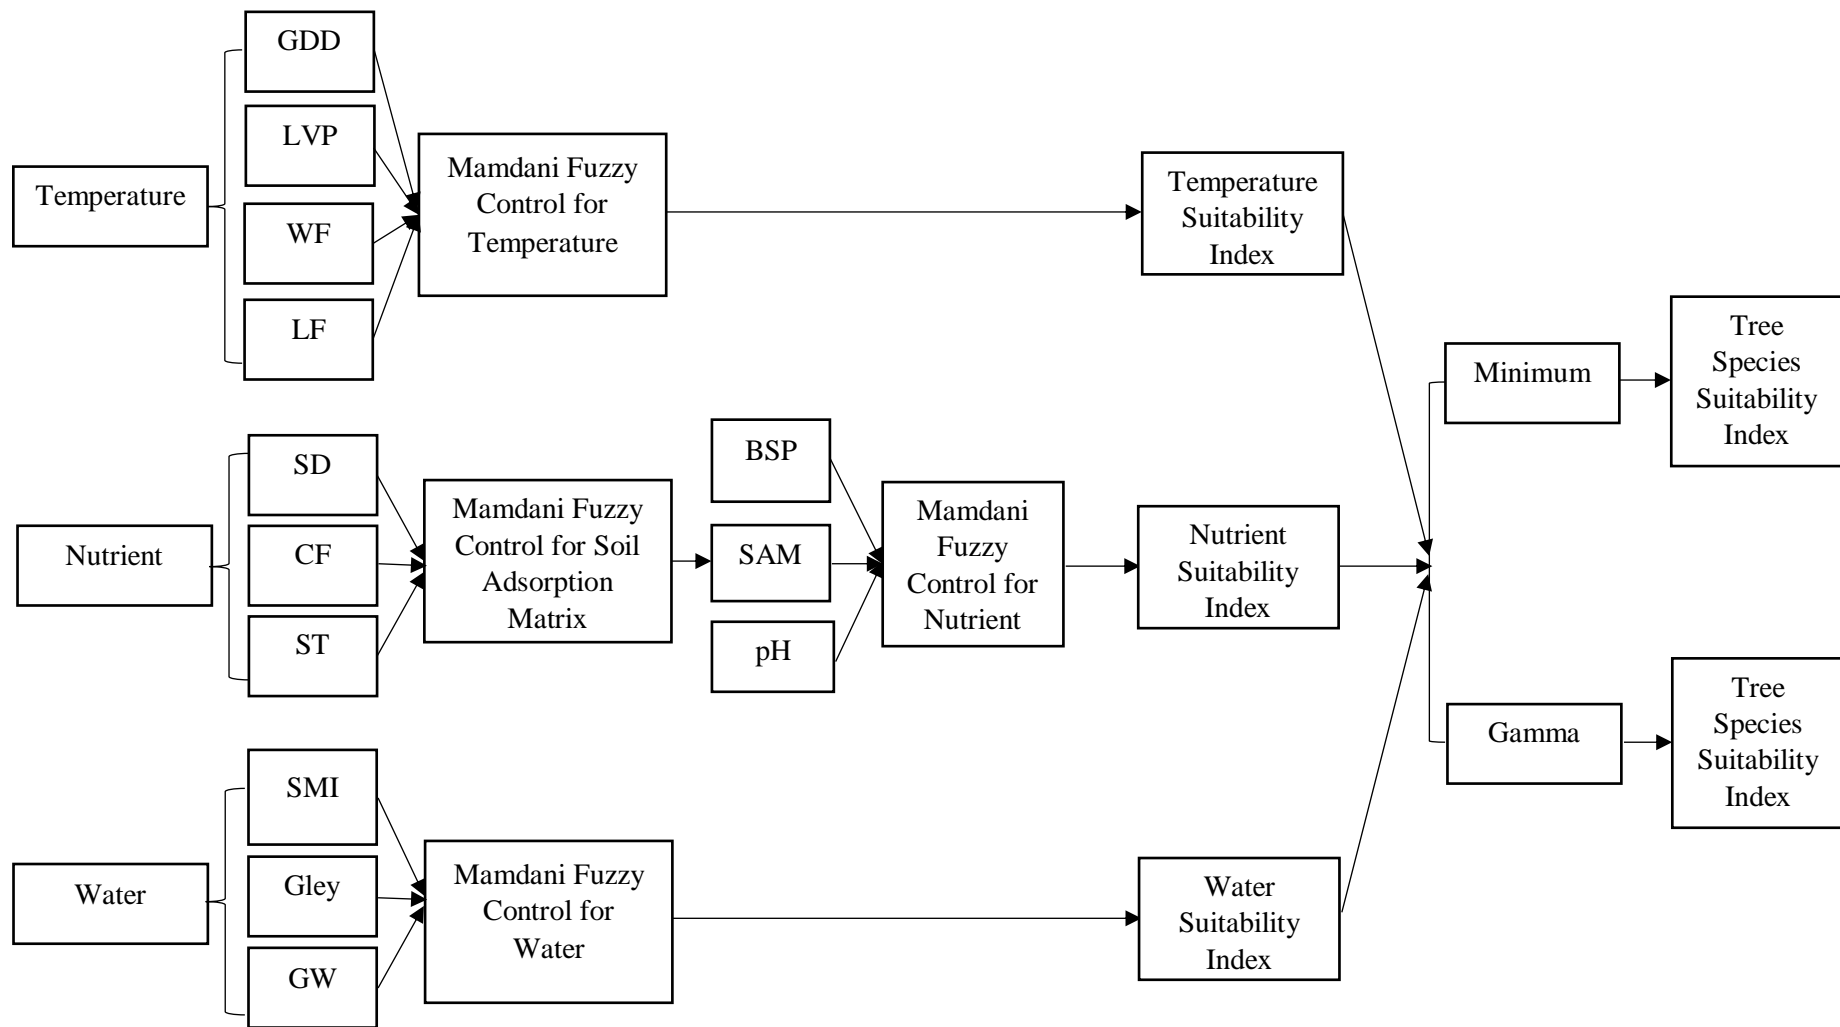 GDD
LVP
WF
LF
Temperature
Mamdani Fuzzy
Control for
Temperature
Temperature
Suitability
Index
SD
CF
ST
Nutrient
Mamdani Fuzzy
Control for Soil
Adsorption
Matrix
BSP
SAM
pH
Mamdani
Fuzzy
Control for
Nutrient
Nutrient
Suitability
Index
SMI
Gley
GW
Water
Mamdani Fuzzy
Control for
Water
Water
Suitability
Index
Minimum
Tree
Species
Suitability
Index
Gamma
Tree
Species
Suitability
Index